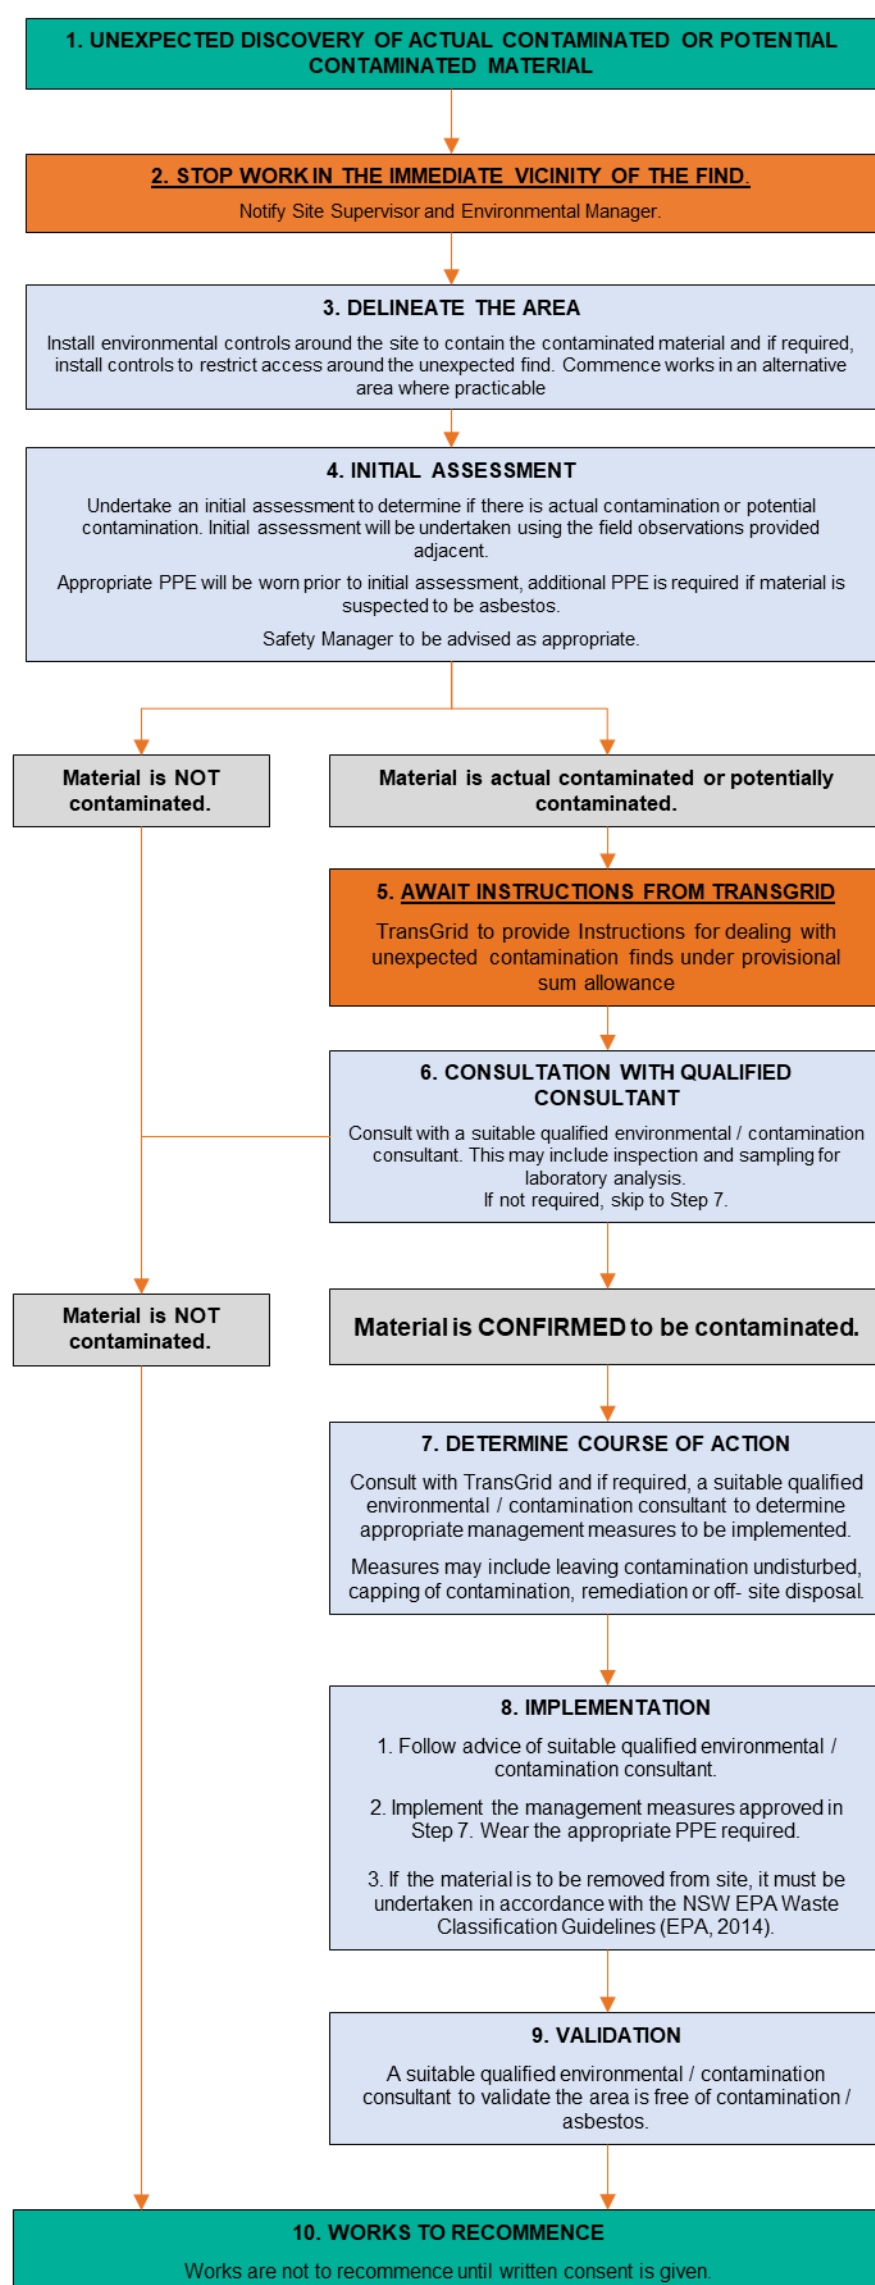 1. UNEXPECTED DISCOVERY OF ACTUAL CONTAMINATED OR POTENTIAL
CONTAMINATED MATERIAL
2. STOP WORK IN THE IMMEDIATE VICINITY OF THE FIND.
Notify Site Supervisor and Environmental Manager.
3. DELINEATE THE AREA
Install environmental controls around the site to contain the contaminated material and if required,
install controls to restrict access around the unexpected find. Commence works in an alternative
area where practicable
4. INITIAL ASSESSMENT
Undertake an initial assessment to determine if there is actual contamination or potential
contamination. Initial assessment will be undertaken using the field observations provided
adjacent.
Appropriate PPE will be worn prior to initial assessment, additional PPE is required if material is
suspected to be asbestos.
Safety Manager to be advised as appropriate.
Material is NOT
contaminated.
Material is actual contaminated or potentially
contaminated.
5. AWAIT INSTRUCTIONS FROM TRANSGRID
TransGrid to provide Instructions for dealing with
unexpected contamination finds under provisional
sum allowance
6. CONSULTATION WITH QUALIFIED
CONSULTANT
Consult with a suitable qualified environmental / contamination
consultant. This may include inspection and sampling for
laboratory analysis.
If not required, skip to Step 7.
Material is NOT
contaminated.
Material is CONFIRMED to be contaminated.
7. DETERMINE COURSE OF ACTION
Consult with TransGrid and if required, a suitable qualified
environmental / contamination consultant to determine
appropriate management measures to be implemented.
Measures may include leaving contamination undisturbed,
capping of contamination, remediation or off- site disposal.
8. IMPLEMENTATION
1. Follow advice of suitable qualified environmental /
contamination consultant.
2. Implement the management measures approved in
Step 7. Wear the appropriate PPE required.
3. If the material is to be removed from site, it must be
undertaken in accordance with the NSW EPA Waste
Classification Guidelines (EPA, 2014).
9. VALIDATION
A suitable qualified environmental / contamination
consultant to validate the area is free of contamination /
asbestos.
10. WORKS TO RECOMMENCE
Works are not to recommence until written consent is given.